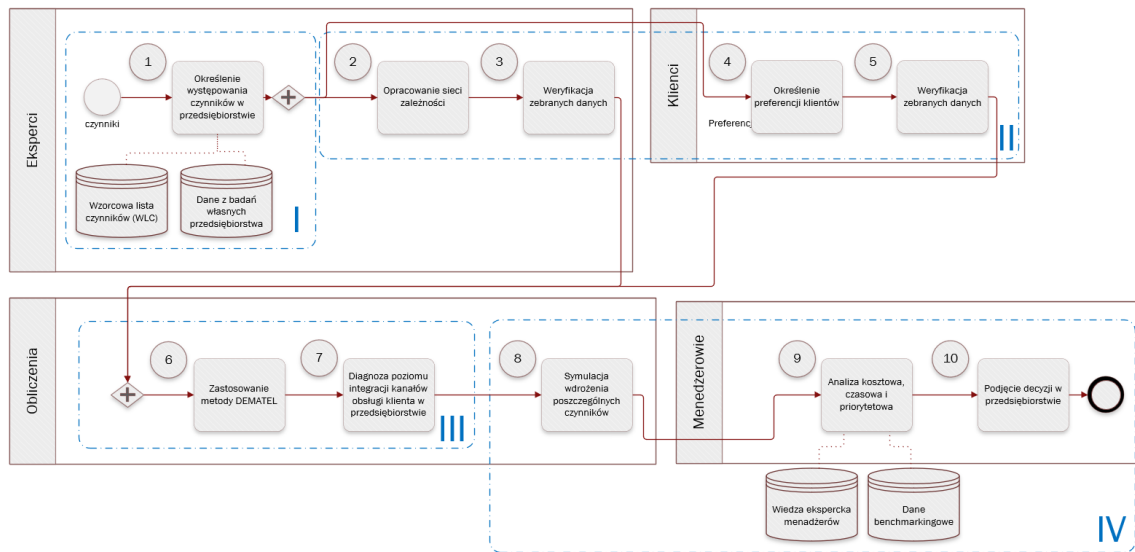 Eksperci
1
czynniki
Określenie
występowania
czynników w
przedsiębiorstwie
Wzorcowa lista
czynników (WLC)
Dane z badań
własnych
przedsiębiorstwa
I
2
Opracowanie sieci
zależności
3
Weryfikacja
zebranych danych
Klienci
4
Preferencj
Określenie
preferencji klientów
5
Weryfikacja
zebranych danych
II
Obliczenia
6
Zastosowanie
metody DEMATEL
7
Diagnoza poziomu
integracji kanałów
obsługi klienta w
przedsiębiorstwie
III
8
Symulacja
wdrożenia
poszczególnych
czynników
Menedżerowie
9
Analiza kosztowa,
czasowa i
priorytetowa
10
Podjęcie decyzji w
przedsiębiorstwie
Wiedza ekspercka
menadżerów
Dane
benchmarkingowe
IV